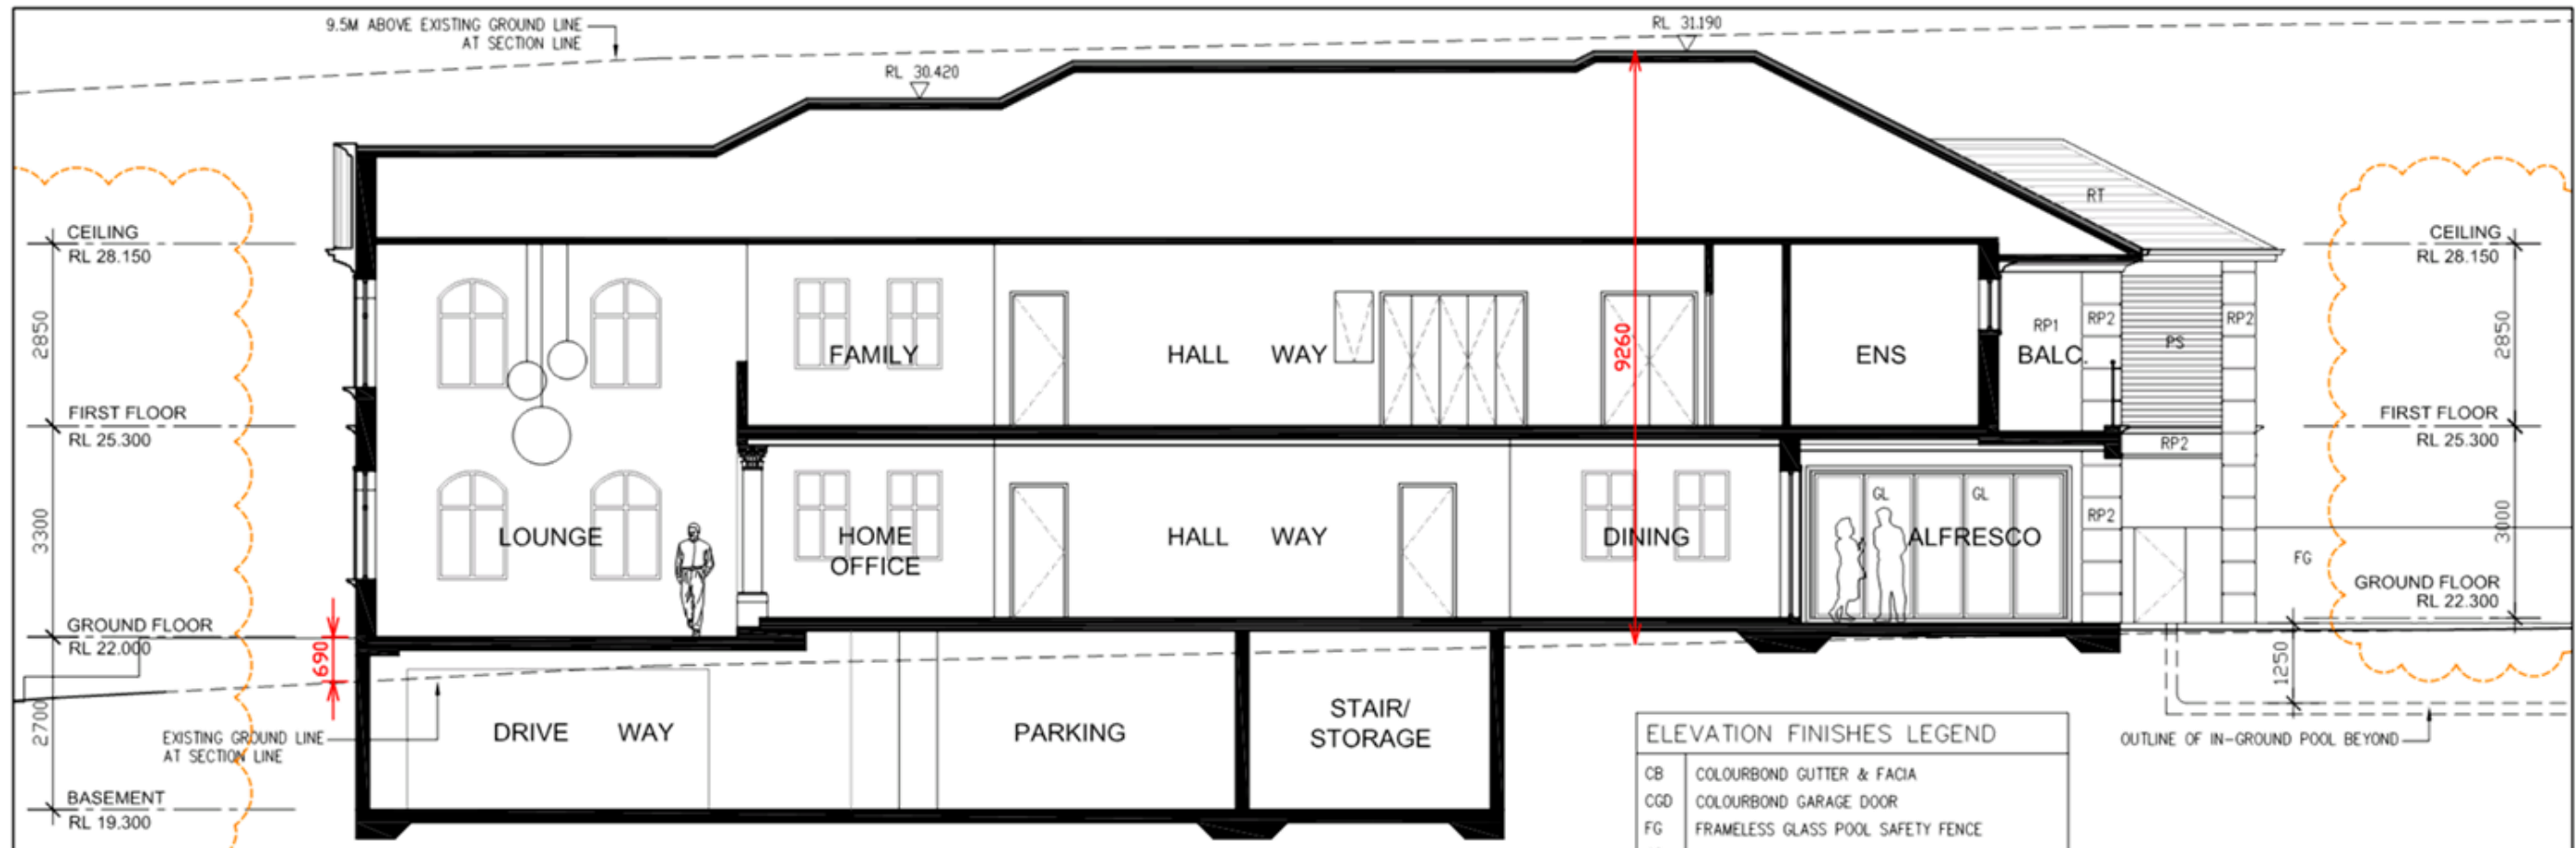 9.5M ABOVE EXISTING GROUND LINE
AT SECTION LINE
RL 31.190
RL 30.420
RT
CEILING
RL 28.150
CEILING
RL 28.150
2850
FAMILY
HALL WAY
9260
ENS
RP1
BALC.
RP2
PS
RP2
2850
FIRST FLOOR
RL 25.300
FIRST FLOOR
RL 25.300
RP2
3300
LOUNGE
HOME
OFFICE
HALL WAY
DINING
GL
GL
ALFRESCO
RP2
3000
FG
GROUND FLOOR
RL 22.300
GROUND FLOOR
RL 22.000
690
1250
2700
EXISTING GROUND LINE
AT SECTION LINE
DRIVE WAY
PARKING
STAIR/
STORAGE
OUTLINE OF IN-GROUND POOL BEYOND
BASEMENT
RL 19.300
ELEVATION FINISHES LEGEND
CB COLOURBOND GUTTER & FACIA
CGD COLOURBOND GARAGE DOOR
FG FRAMELESS GLASS POOL SAFETY FENCE